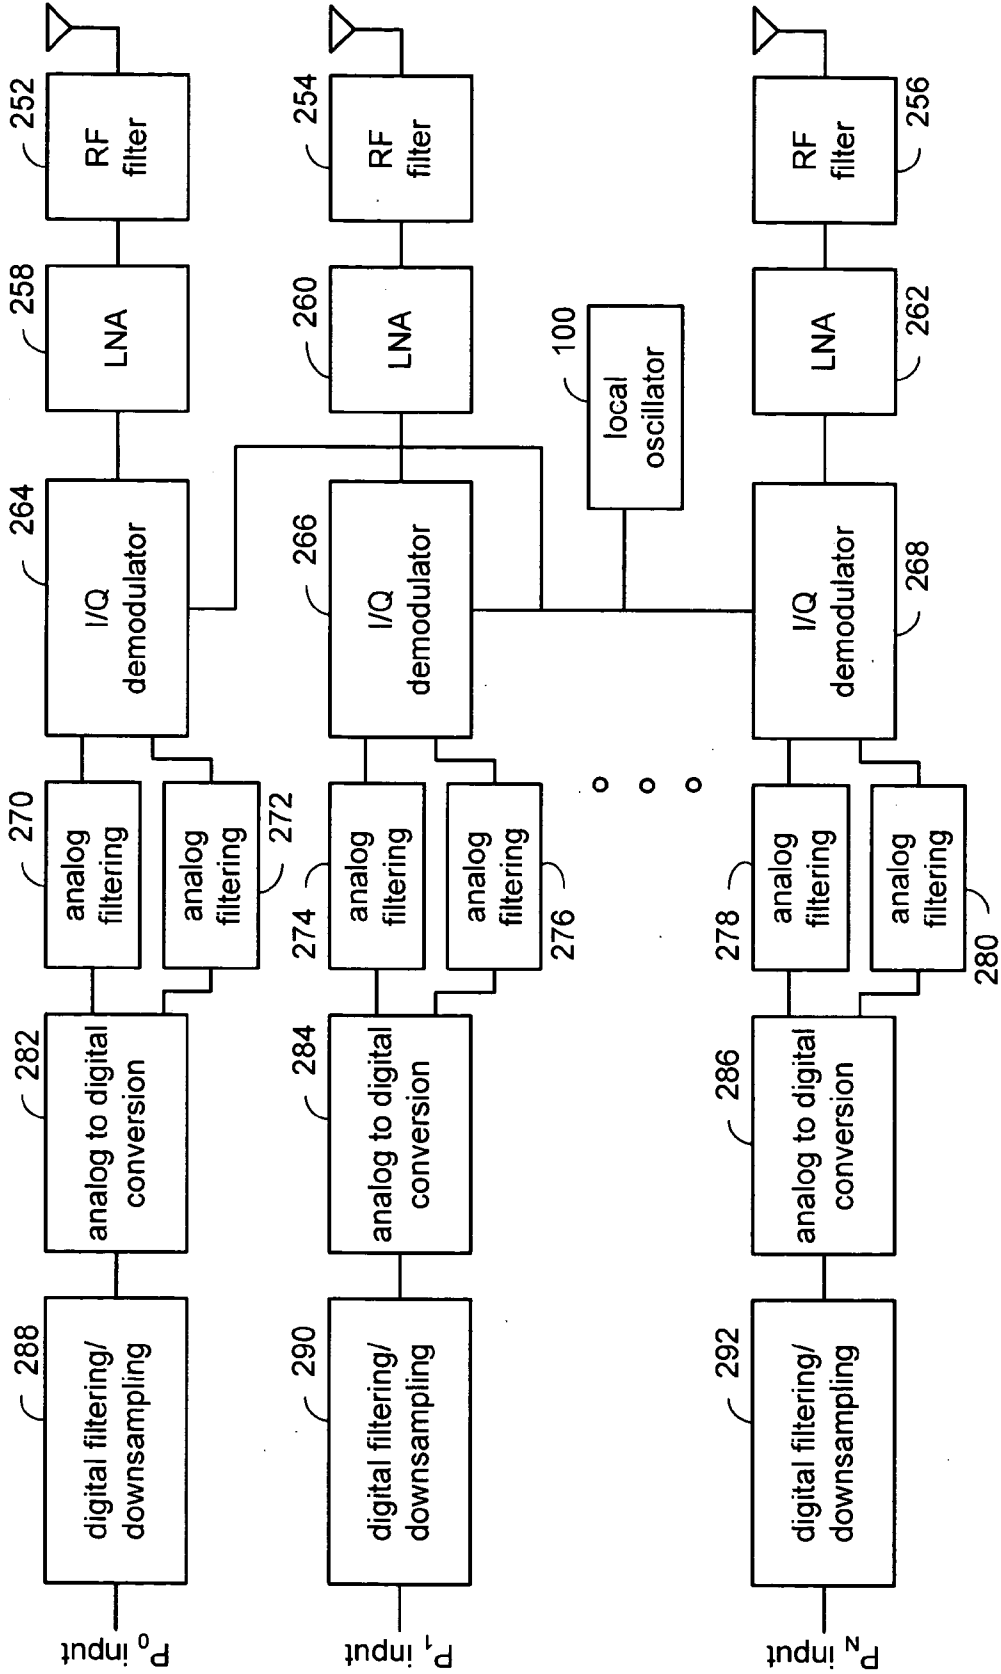 252
RF
filter
258
LNA
264
I/Q
demodulator
270
analog
filtering
analog
filtering
272
282
analog to digital
conversion
288
digital filtering/
downsampling
P0 input
254
RF
filter
260
LNA
266
I/Q
demodulator
274
analog
filtering
analog
filtering
276
284
analog to digital
conversion
290
digital filtering/
downsampling
P1 input
100
local
oscillator
RF
filter
256
LNA
262
I/Q
demodulator
268
278
analog
filtering
analog
filtering
280
286
analog to digital
conversion
292
digital filtering/
downsampling
PN input